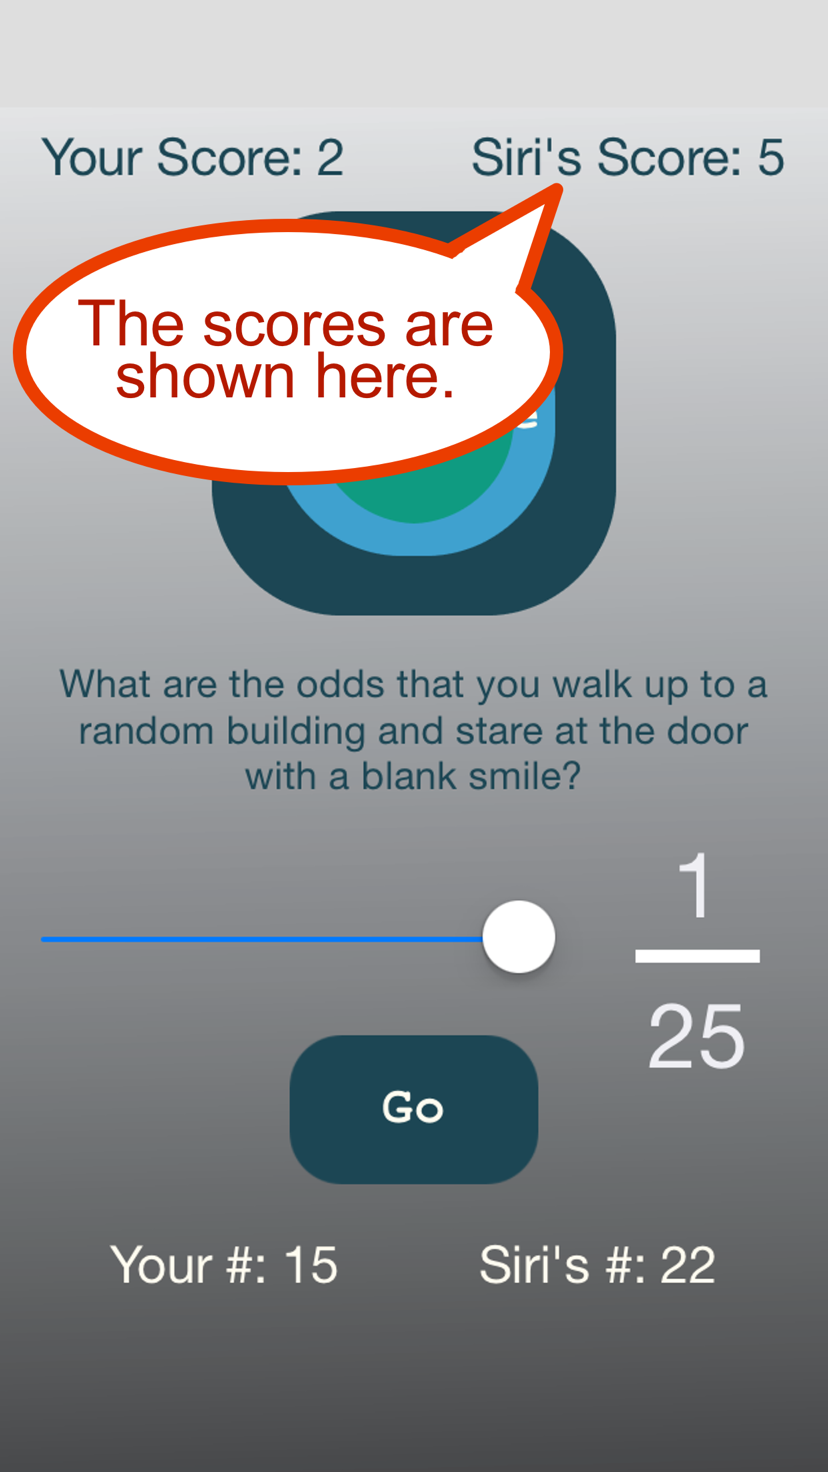 Your Score: 2
Siri's Score: 5
The scores are
shown here.
What are the odds that you walk up to a
random building and stare at the door
with a blank smile?
1
25
Go
Your #: 15
Siri's #: 22